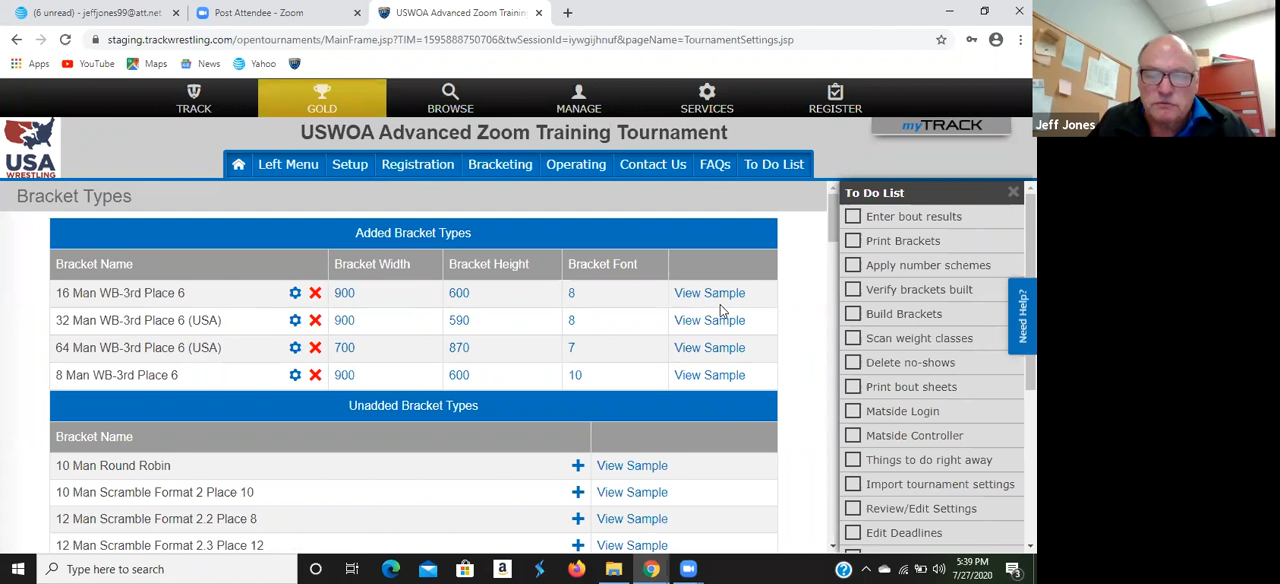 (6 unread) - jeffjones99@att.net
Post Attendee - Zoom
USWOA Advanced Zoom Training
staging.trackwrestling.com/opentournaments/MainFrame.jsp?TIM=1595888750706&twSessionId=iywgijhnuf&pageName=TournamentSettings.jsp
Apps YouTube Maps News Yahoo
TRACK GOLD BROWSE MANAGE SERVICES REGISTER
USA
WRESTLING
USWOA Advanced Zoom Training Tournament
myTRACK
Left Menu Setup Registration Bracketing Operating Contact Us FAQs To Do List
Bracket Types
Added Bracket Types
Bracket Name Bracket Width Bracket Height Bracket Font
16 Man WB-3rd Place 6 900 600 8 View Sample
32 Man WB-3rd Place 6 (USA) 900 590 8 View Sample
64 Man WB-3rd Place 6 (USA) 700 870 7 View Sample
8 Man WB-3rd Place 6 900 600 10 View Sample
Unadded Bracket Types
Bracket Name
10 Man Round Robin View Sample
10 Man Scramble Format 2 Place 10 View Sample
12 Man Scramble Format 2.2 Place 8 View Sample
12 Man Scramble Format 2.3 Place 12 View Sample
To Do List
Enter bout results
Print Brackets
Apply number schemes
Verify brackets built
Build Brackets
Scan weight classes
Delete no-shows
Print bout sheets
Matside Login
Matside Controller
Things to do right away
Import tournament settings
Review/Edit Settings
Edit Deadlines
Need Help?
Jeff Jones
Type here to search
5:39 PM
7/27/2020
3